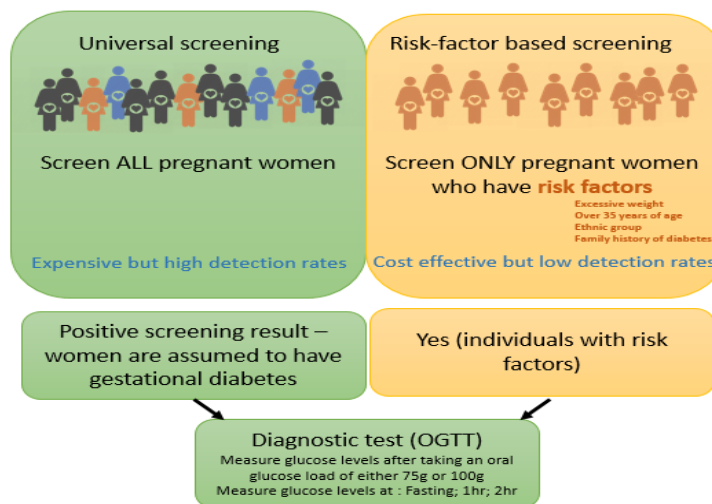 Universal screening
Screen ALL pregnant women
Expensive but high detection rates
Risk-factor based screening
Screen ONLY pregnant women
who have risk factors
Excessive weight
Over 35 years of age
Ethnic group
Family history of diabetes
Cost effective but low detection rates
Positive screening result –
women are assumed to have
gestational diabetes
Yes (individuals with risk
factors)
Diagnostic test (OGTT)
Measure glucose levels after taking an oral
glucose load of either 75g or 100g
Measure glucose levels at : Fasting; 1hr; 2hr